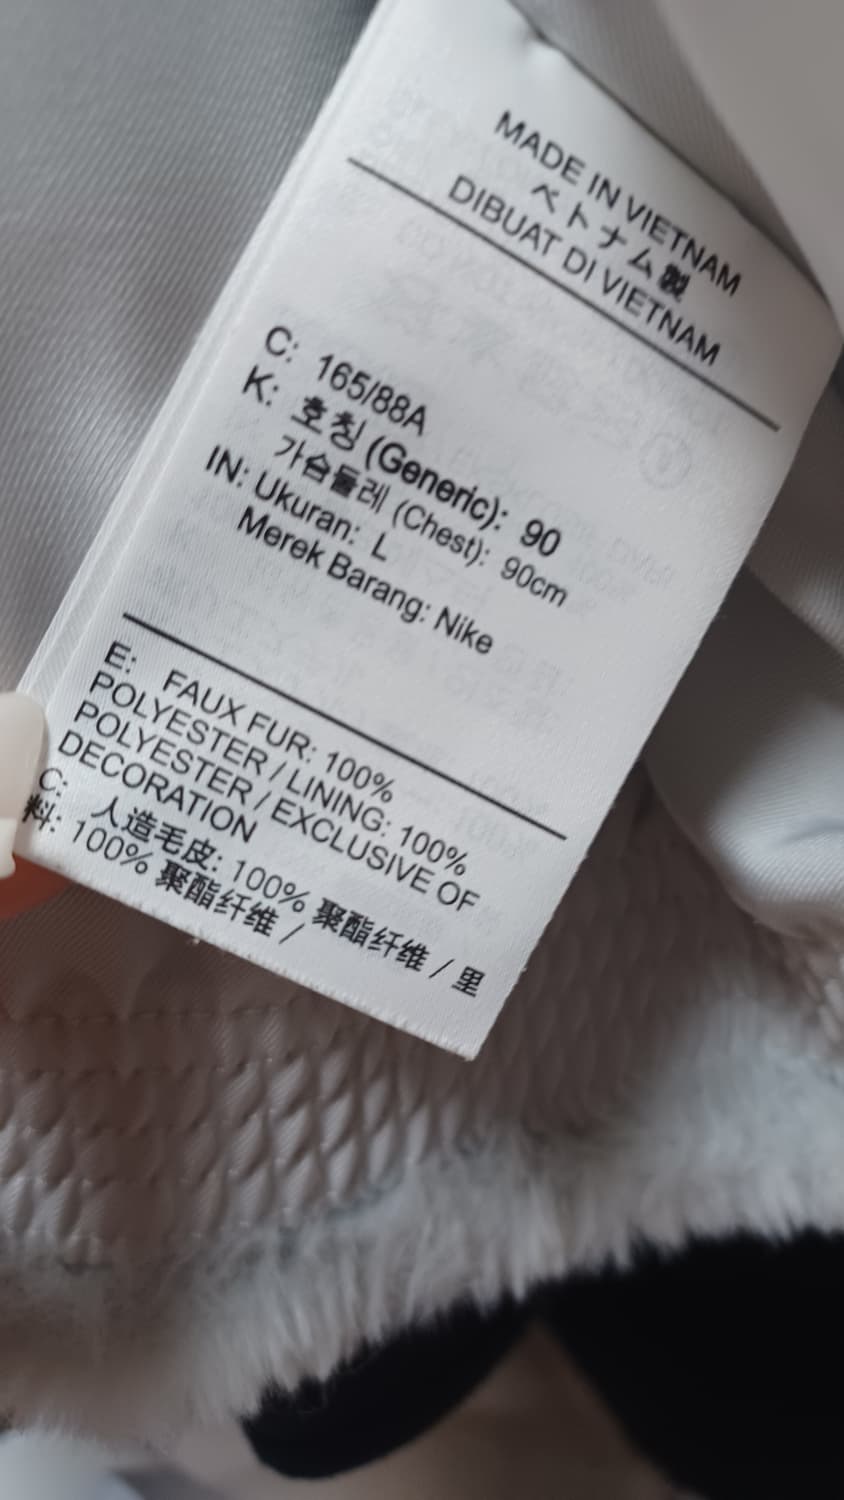 MADE IN VIETNAM
ベトナム製
DIBUAT DI VIETNAM
C: 165/88A
K: 호칭 (Generic): 90
가슴둘레 (Chest): 90cm
IN: Ukuran: L
Merek Barang: Nike
E: FAUX FUR: 100%
POLYESTER / LINING: 100%
POLYESTER / EXCLUSIVE OF
DECORATION
C: 人造毛皮: 100% 聚酯纤维 / 里
料: 100% 聚酯纤维 /